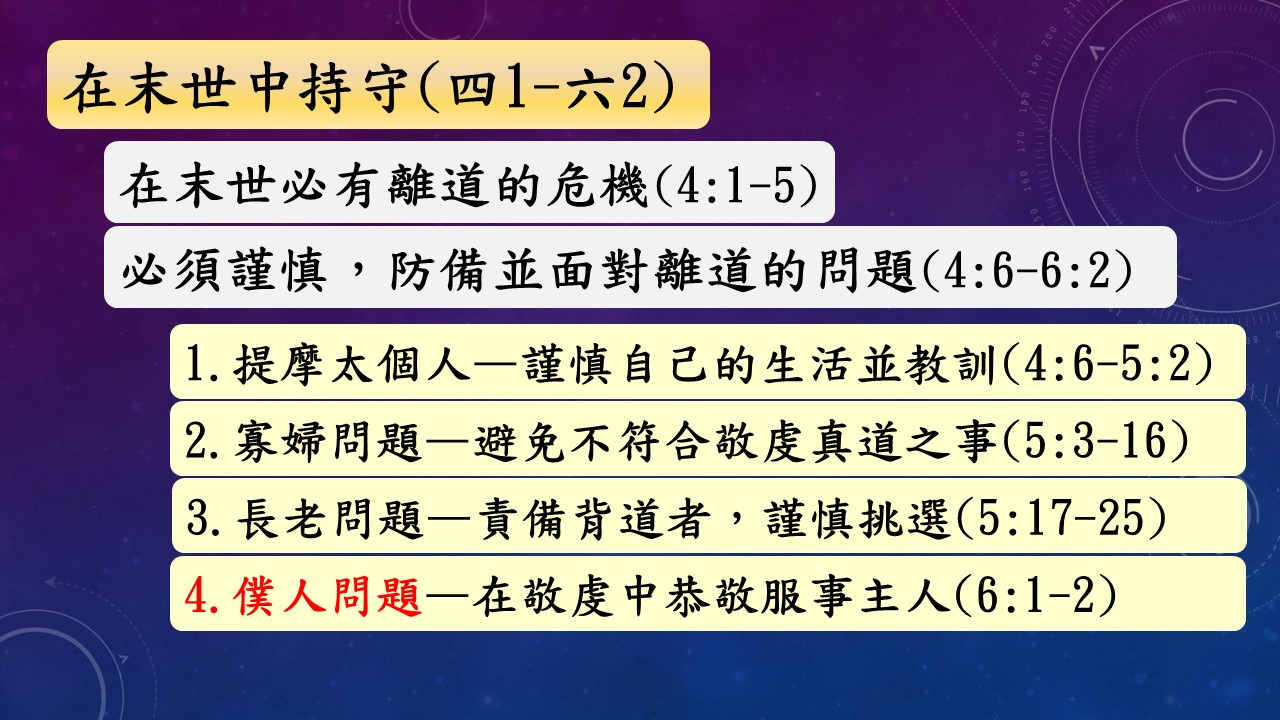 在末世中持守(四1-六2)
在末世必有離道的危機(4:1-5)
必須謹慎，防備並面對離道的問題(4:6-6:2)
1.提摩太個人—謹慎自己的生活並教訓(4:6-5:2)
2.寡婦問題—避免不符合敬虔真道之事(5:3-16)
3.長老問題—責備背道者，謹慎挑選(5:17-25)
4.僕人問題—在敬虔中恭敬服事主人(6:1-2)